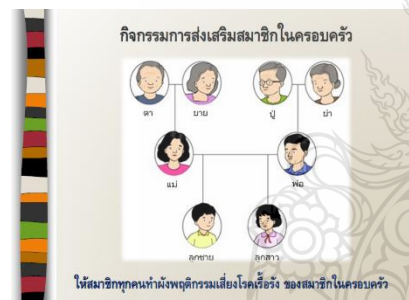 กิจกรรมการส่งเสริมสมาชิกในครอบครัว
ตา ยาย ปู่ ย่า
แม่ พ่อ
ลูกชาย ลูกสาว
ให้สมาชิกทุกคนทำผังพฤติกรรมเสี่ยงโรคเรื้อรัง ของสมาชิกในครอบครัว